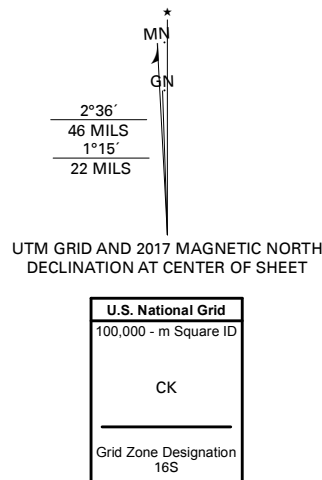 ★
MN
GN
2°36´
46 MILS
1°15´
22 MILS
UTM GRID AND 2017 MAGNETIC NORTH
DECLINATION AT CENTER OF SHEET
U.S. National Grid
100,000 - m Square ID
CK
Grid Zone Designation
16S